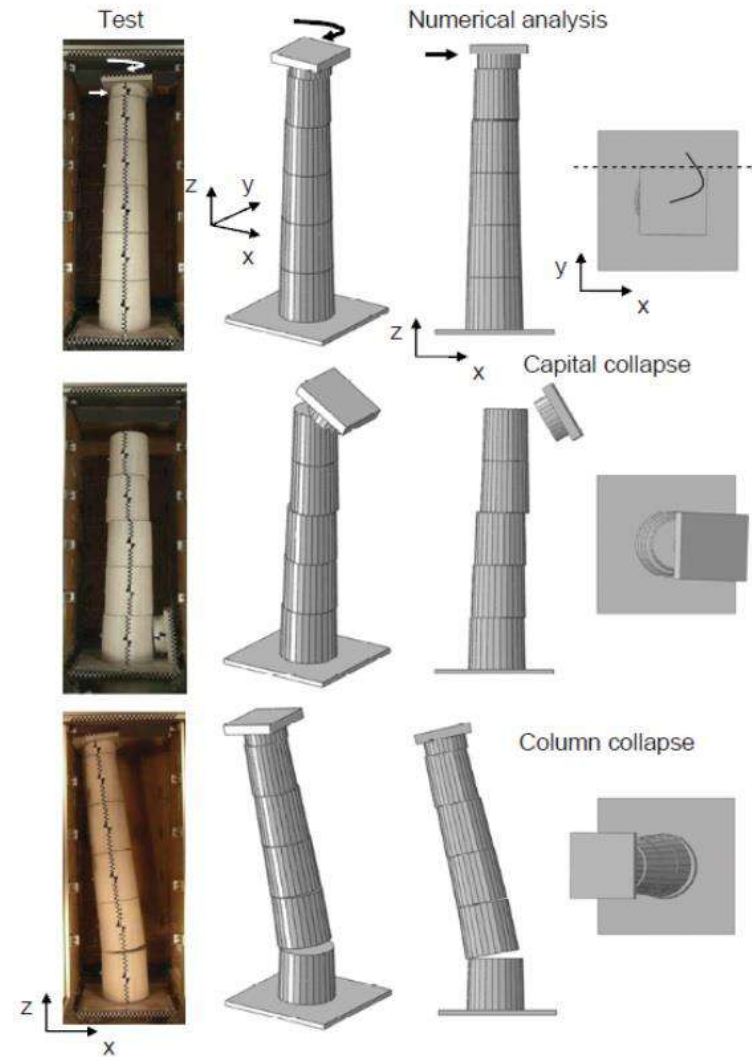 Test
Numerical analysis
z
y
x
y
x
z
x
Capital collapse
Column collapse
z
x